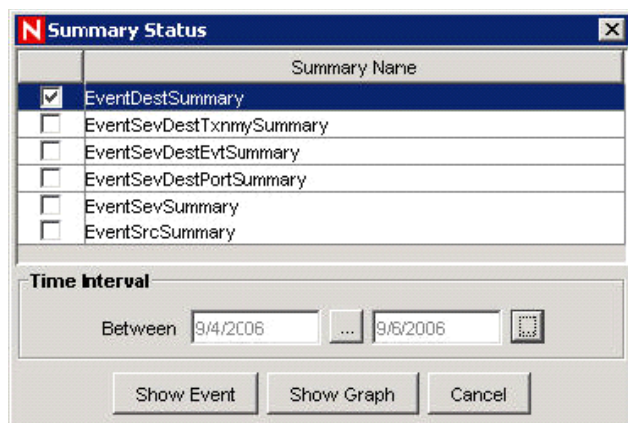 N Summary Status
Summary Name
EventDestSummary
EventSevDestTxnmySummary
EventSevDestEvtSummary
EventSevDestPortSummary
EventSevSummary
EventSrcSummary
Time Interval
Between 9/4/2006 ... 9/6/2006 ...
Show Event Show Graph Cancel